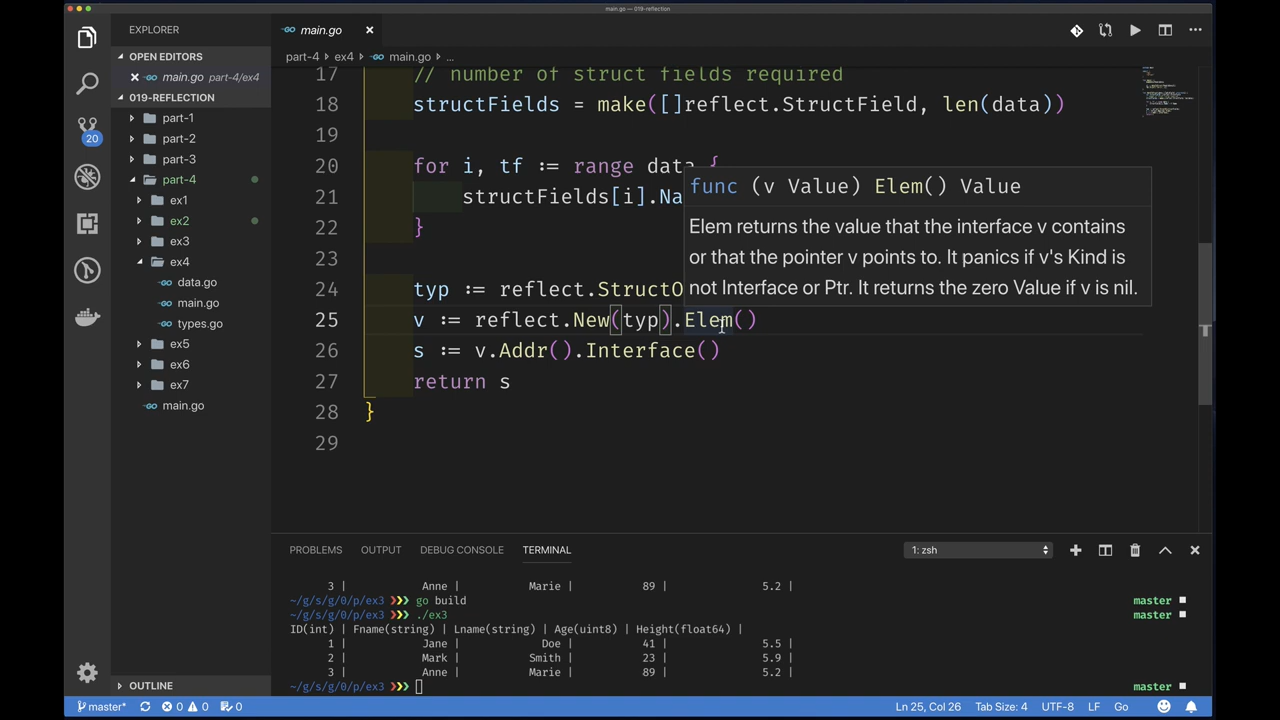 main.go — 019-reflection
EXPLORER
main.go
OPEN EDITORS
main.go part-4/ex4
019-REFLECTION
part-1
part-2
part-3
part-4
ex1
ex2
ex3
ex4
data.go
main.go
types.go
ex5
ex6
ex7
main.go
OUTLINE
20
part-4 > ex4 > main.go > ...
17 // number of struct fields required
18 structFields = make([]reflect.StructField, len(data))
19
20 for i, tf := range data {
21 structFields[i].Na
22 }
23
24 typ := reflect.StructO
25 v := reflect.New(typ).Elem()
26 s := v.Addr().Interface()
27 return s
28 }
29
func (v Value) Elem() Value
Elem returns the value that the interface v contains
or that the pointer v points to. It panics if v's Kind is
not Interface or Ptr. It returns the zero Value if v is nil.
PROBLEMS OUTPUT DEBUG CONSOLE TERMINAL 1: zsh
3 | Anne | Marie | 89 | 5.2 |
~/g/s/g/0/p/ex3 ❯❯❯ go build master
~/g/s/g/0/p/ex3 ❯❯❯ ./ex3 master
ID(int) | Fname(string) | Lname(string) | Age(uint8) | Height(float64) |
1 | Jane | Doe | 41 | 5.5 |
2 | Mark | Smith | 23 | 5.9 |
3 | Anne | Marie | 89 | 5.2 |
~/g/s/g/0/p/ex3 ❯❯❯ master
master* 0 0 0 Ln 25, Col 26 Tab Size: 4 UTF-8 LF Go